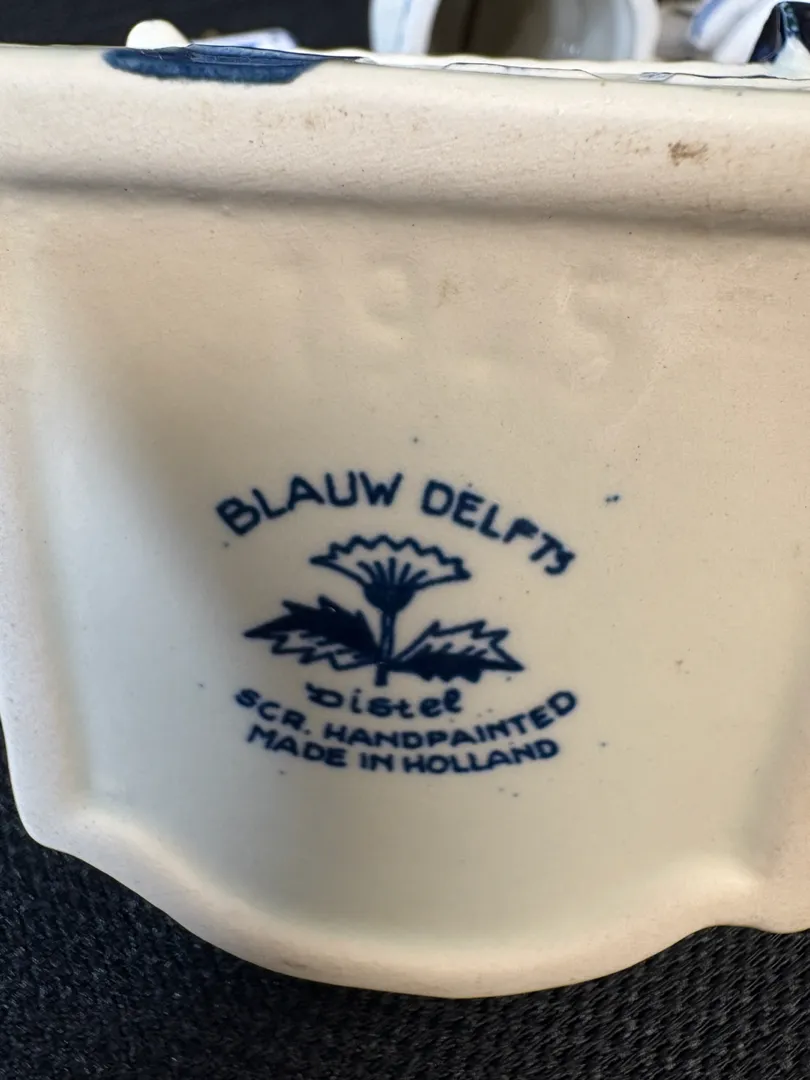 BLAUW DELFTS
Distel
SCR. HANDPAINTED
MADE IN HOLLAND